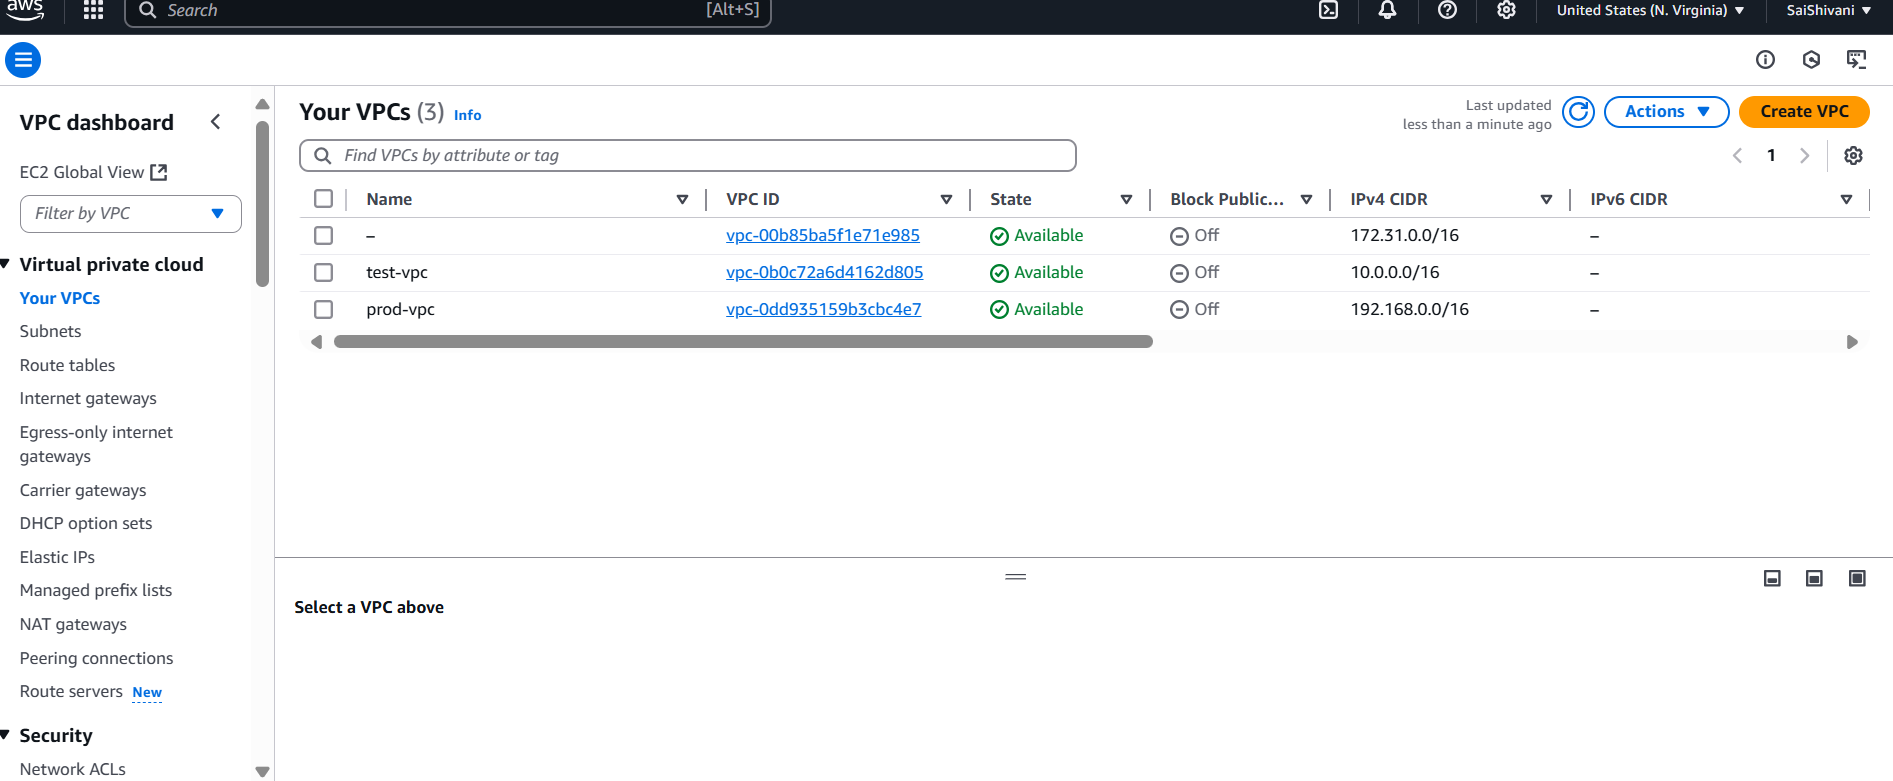 aws
Search [Alt+S]
United States (N. Virginia)
SaiShivani
VPC dashboard
EC2 Global View
Filter by VPC
Virtual private cloud
Your VPCs
Subnets
Route tables
Internet gateways
Egress-only internet
gateways
Carrier gateways
DHCP option sets
Elastic IPs
Managed prefix lists
NAT gateways
Peering connections
Route servers New
Security
Network ACLs
Your VPCs (3) Info
Last updated
less than a minute ago
Actions
Create VPC
Find VPCs by attribute or tag
1
Name VPC ID State Block Public... IPv4 CIDR IPv6 CIDR
– vpc-00b85ba5f1e71e985 Available Off 172.31.0.0/16 –
test-vpc vpc-0b0c72a6d4162d805 Available Off 10.0.0.0/16 –
prod-vpc vpc-0dd935159b3cbc4e7 Available Off 192.168.0.0/16 –
Select a VPC above